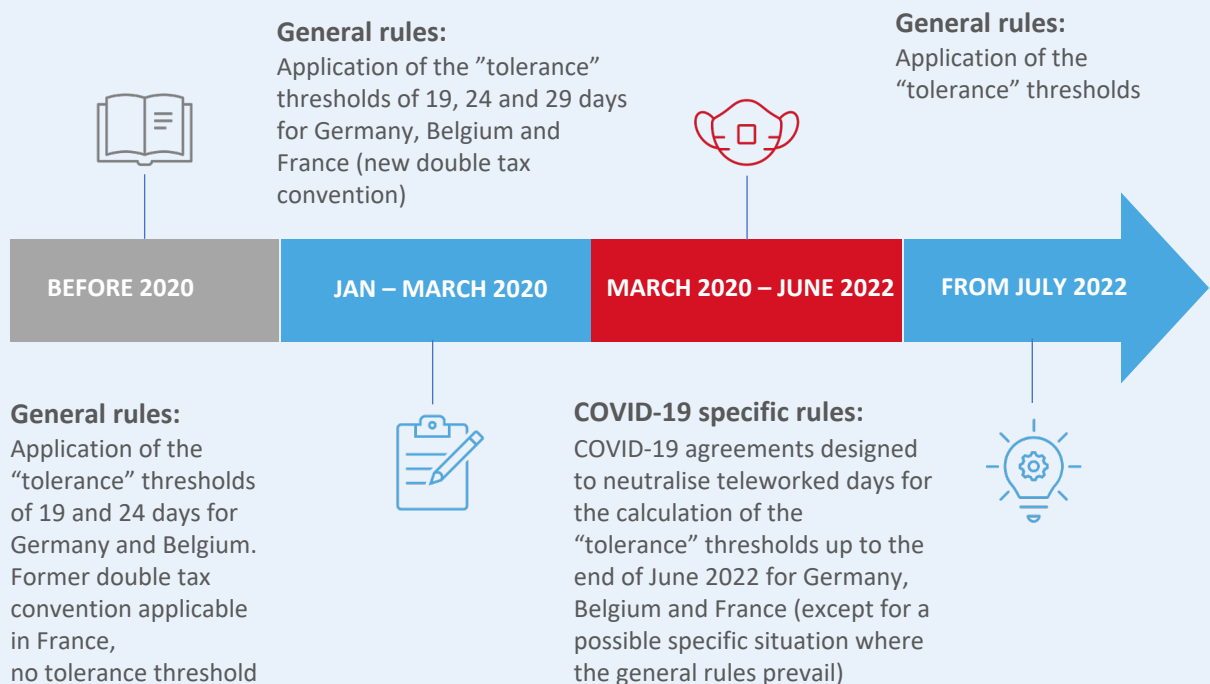 General rules:
Application of the ”tolerance”
thresholds of 19, 24 and 29 days
for Germany, Belgium and
France (new double tax
convention)
General rules:
Application of the
“tolerance” thresholds
BEFORE 2020
JAN – MARCH 2020
MARCH 2020 – JUNE 2022
FROM JULY 2022
General rules:
Application of the
“tolerance” thresholds
of 19 and 24 days for
Germany and Belgium.
Former double tax
convention applicable
in France,
no tolerance threshold
COVID-19 specific rules:
COVID-19 agreements designed
to neutralise teleworked days for
the calculation of the
“tolerance” thresholds up to the
end of June 2022 for Germany,
Belgium and France (except for a
possible specific situation where
the general rules prevail)